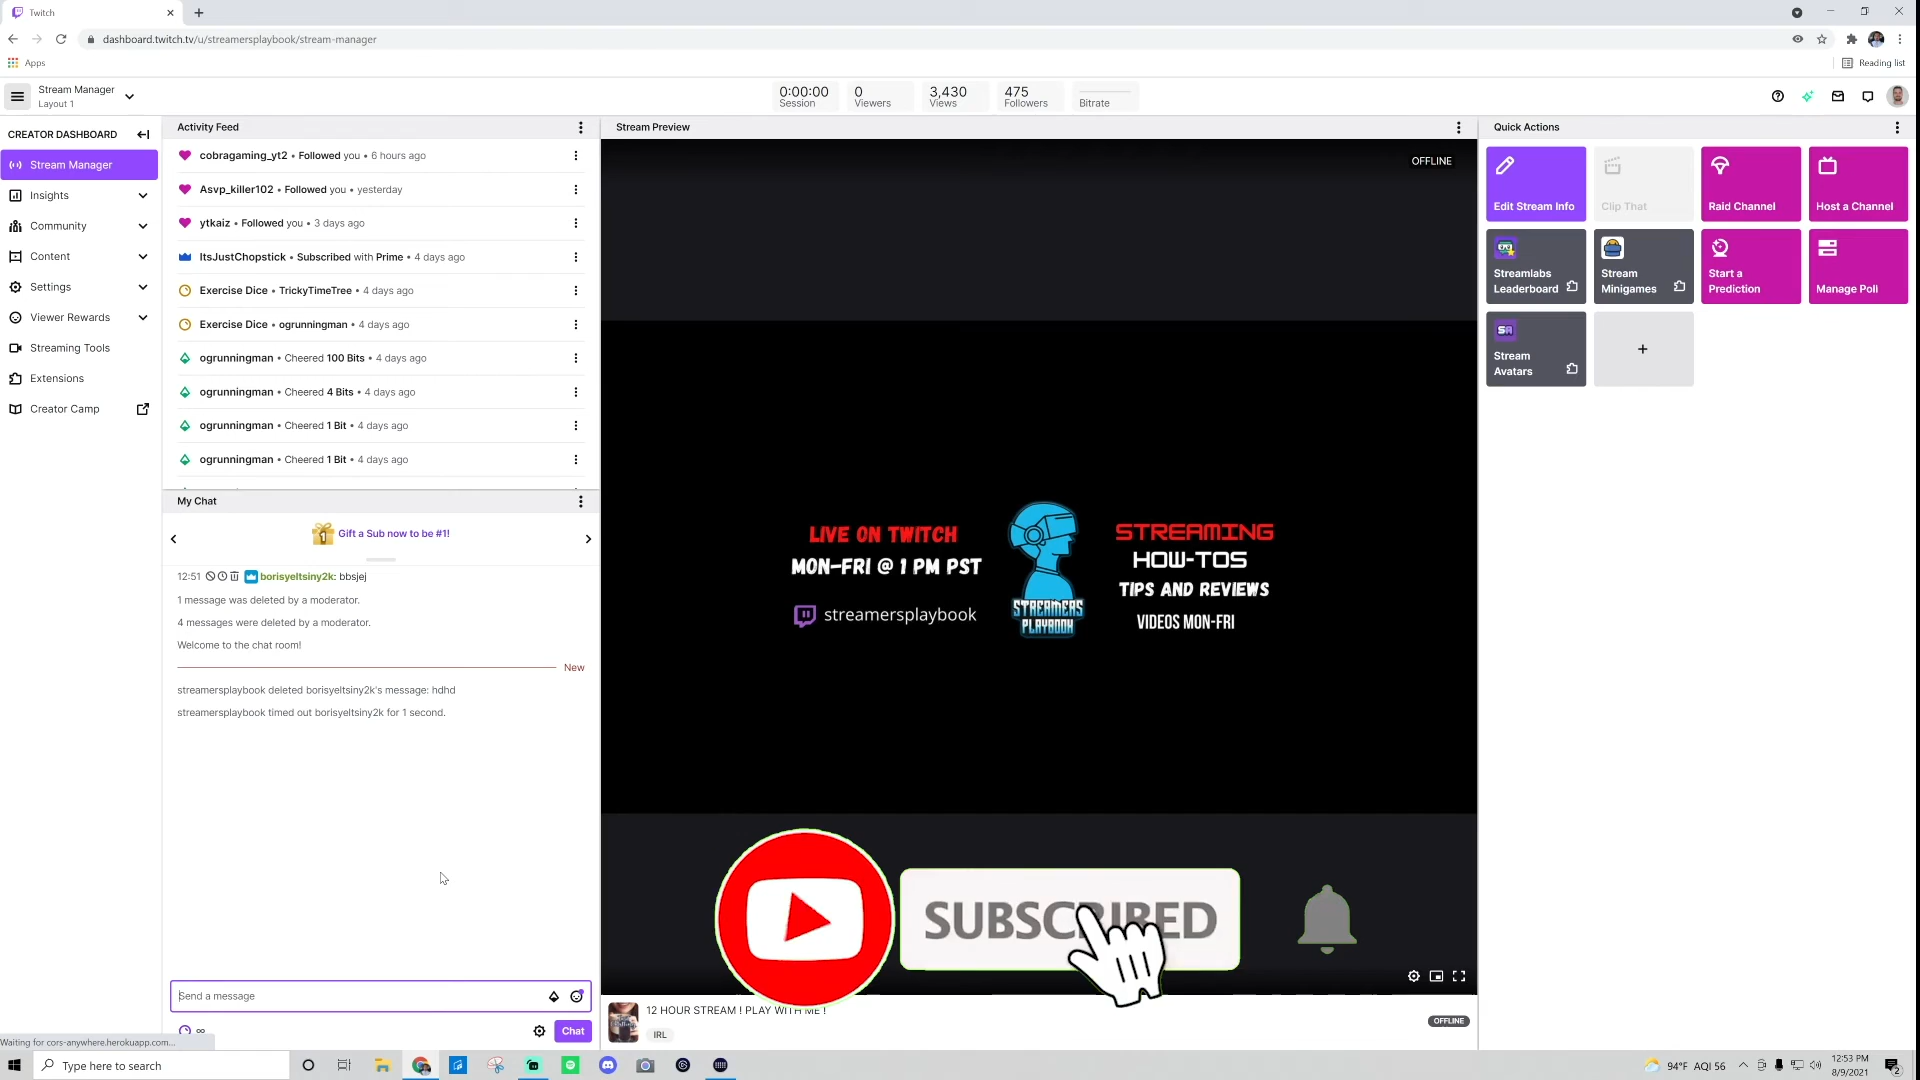 Twitch
dashboard.twitch.tv/u/streamersplaybook/stream-manager
Apps
Reading list
Stream Manager
Layout 1
0:00:00
Session
0
Viewers
3,430
Views
475
Followers
Bitrate
CREATOR DASHBOARD
Stream Manager
Insights
Community
Content
Settings
Viewer Rewards
Streaming Tools
Extensions
Creator Camp
Activity Feed
cobragaming_yt2 • Followed you • 6 hours ago
Asvp_killer102 • Followed you • yesterday
ytkaiz • Followed you • 3 days ago
ItsJustChopstick • Subscribed with Prime • 4 days ago
Exercise Dice • TrickyTimeTree • 4 days ago
Exercise Dice • ogrunningman • 4 days ago
ogrunningman • Cheered 100 Bits • 4 days ago
ogrunningman • Cheered 4 Bits • 4 days ago
ogrunningman • Cheered 1 Bit • 4 days ago
ogrunningman • Cheered 1 Bit • 4 days ago
My Chat
1
Gift a Sub now to be #1!
12:51 borisyeltsiny2k: bbsjej
1 message was deleted by a moderator.
4 messages were deleted by a moderator.
Welcome to the chat room!
New
streamersplaybook deleted borisyeltsiny2k's message: hdhd
streamersplaybook timed out borisyeltsiny2k for 1 second.
Send a message
Chat
Waiting for cors-anywhere.herokuapp.com...
Stream Preview
OFFLINE
LIVE ON TWITCH
MON-FRI @ 1 PM PST
streamersplaybook
STREAMERS
PLAYBOOK
STREAMING
HOW-TOS
TIPS AND REVIEWS
VIDEOS MON-FRI
SUBSCRIBED
12 HOUR STREAM ! PLAY WITH ME !
IRL
OFFLINE
Quick Actions
Edit Stream Info
Clip That
Raid Channel
Host a Channel
Streamlabs
Leaderboard
Stream
Minigames
Start a
Prediction
Manage Poll
SA
Stream
Avatars
Type here to search
94°F AQI 56
12:53 PM
8/9/2021
2